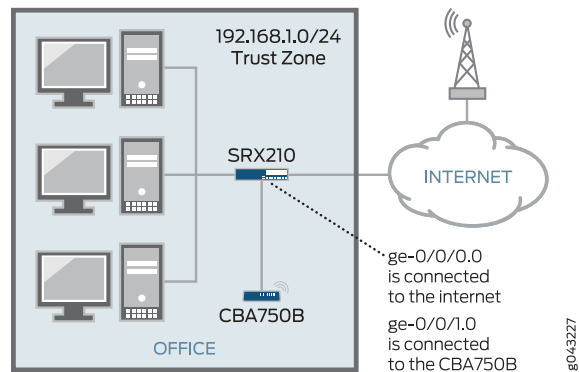 192.168.1.0/24
Trust Zone
SRX210
INTERNET
ge-0/0/0.0
is connected
to the internet
CBA750B
ge-0/0/1.0
is connected
to the CBA750B
OFFICE
g043227